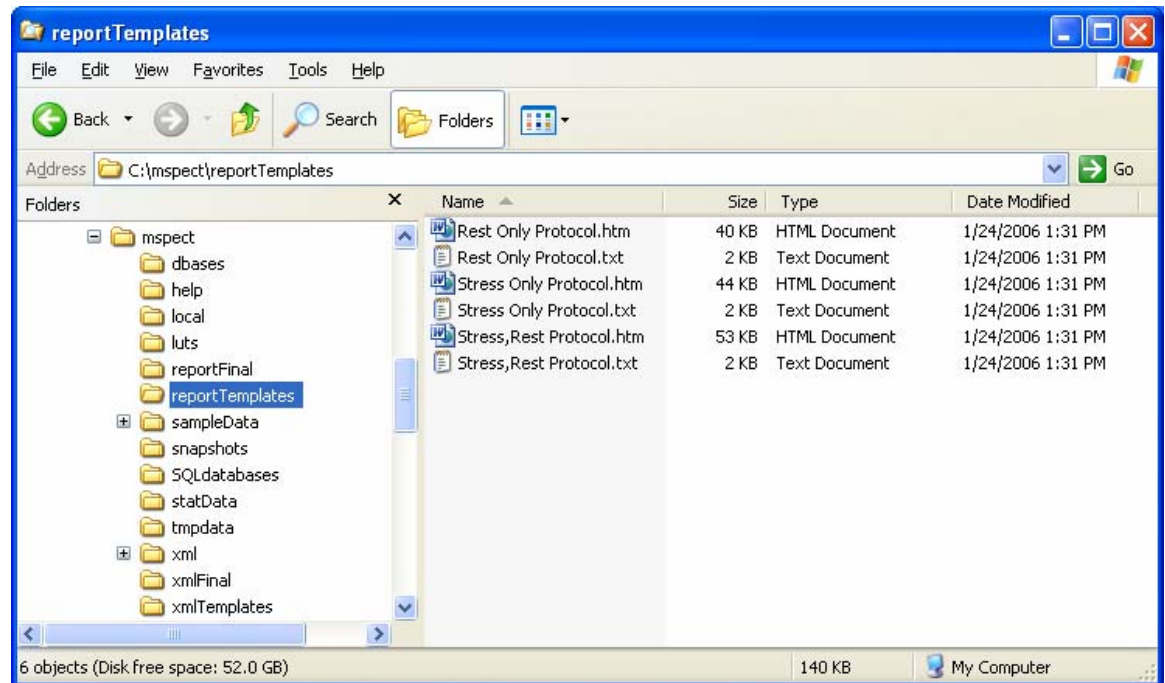 reportTemplates
File Edit View Favorites Tools Help
Back Search Folders
Address C:\mspect\reportTemplates Go
Folders x Name Size Type Date Modified
mspect
dbases
help
local
luts
reportFinal
reportTemplates
sampleData
snapshots
SQLdatabases
statData
tmpdata
xml
xmlFinal
xmlTemplates
Rest Only Protocol.htm 40 KB HTML Document 1/24/2006 1:31 PM
Rest Only Protocol.txt 2 KB Text Document 1/24/2006 1:31 PM
Stress Only Protocol.htm 44 KB HTML Document 1/24/2006 1:31 PM
Stress Only Protocol.txt 2 KB Text Document 1/24/2006 1:31 PM
Stress,Rest Protocol.htm 53 KB HTML Document 1/24/2006 1:31 PM
Stress,Rest Protocol.txt 2 KB Text Document 1/24/2006 1:31 PM
6 objects (Disk free space: 52.0 GB) 140 KB My Computer